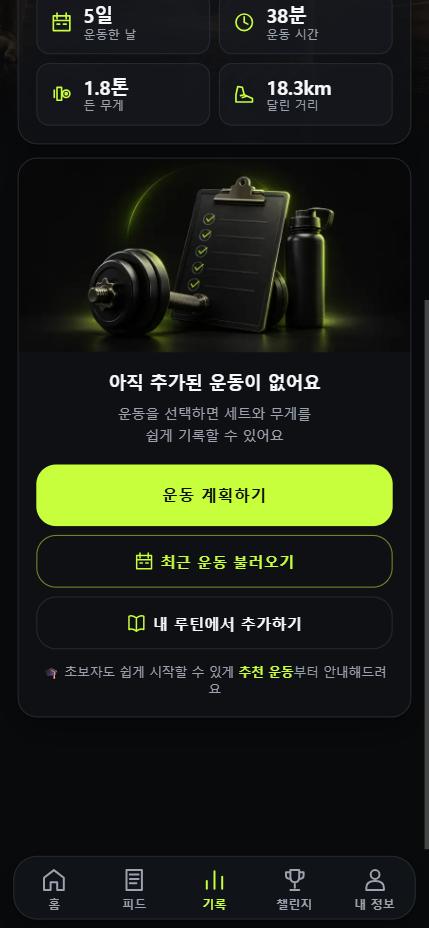 5일
운동한 날
38분
운동 시간
1.8톤
든 무게
18.3km
달린 거리
아직 추가된 운동이 없어요
운동을 선택하면 세트와 무게를
쉽게 기록할 수 있어요
운동 계획하기
최근 운동 불러오기
내 루틴에서 추가하기
초보자도 쉽게 시작할 수 있게 추천 운동부터 안내해드려
요
홈
피드
기록
챌린지
내 정보